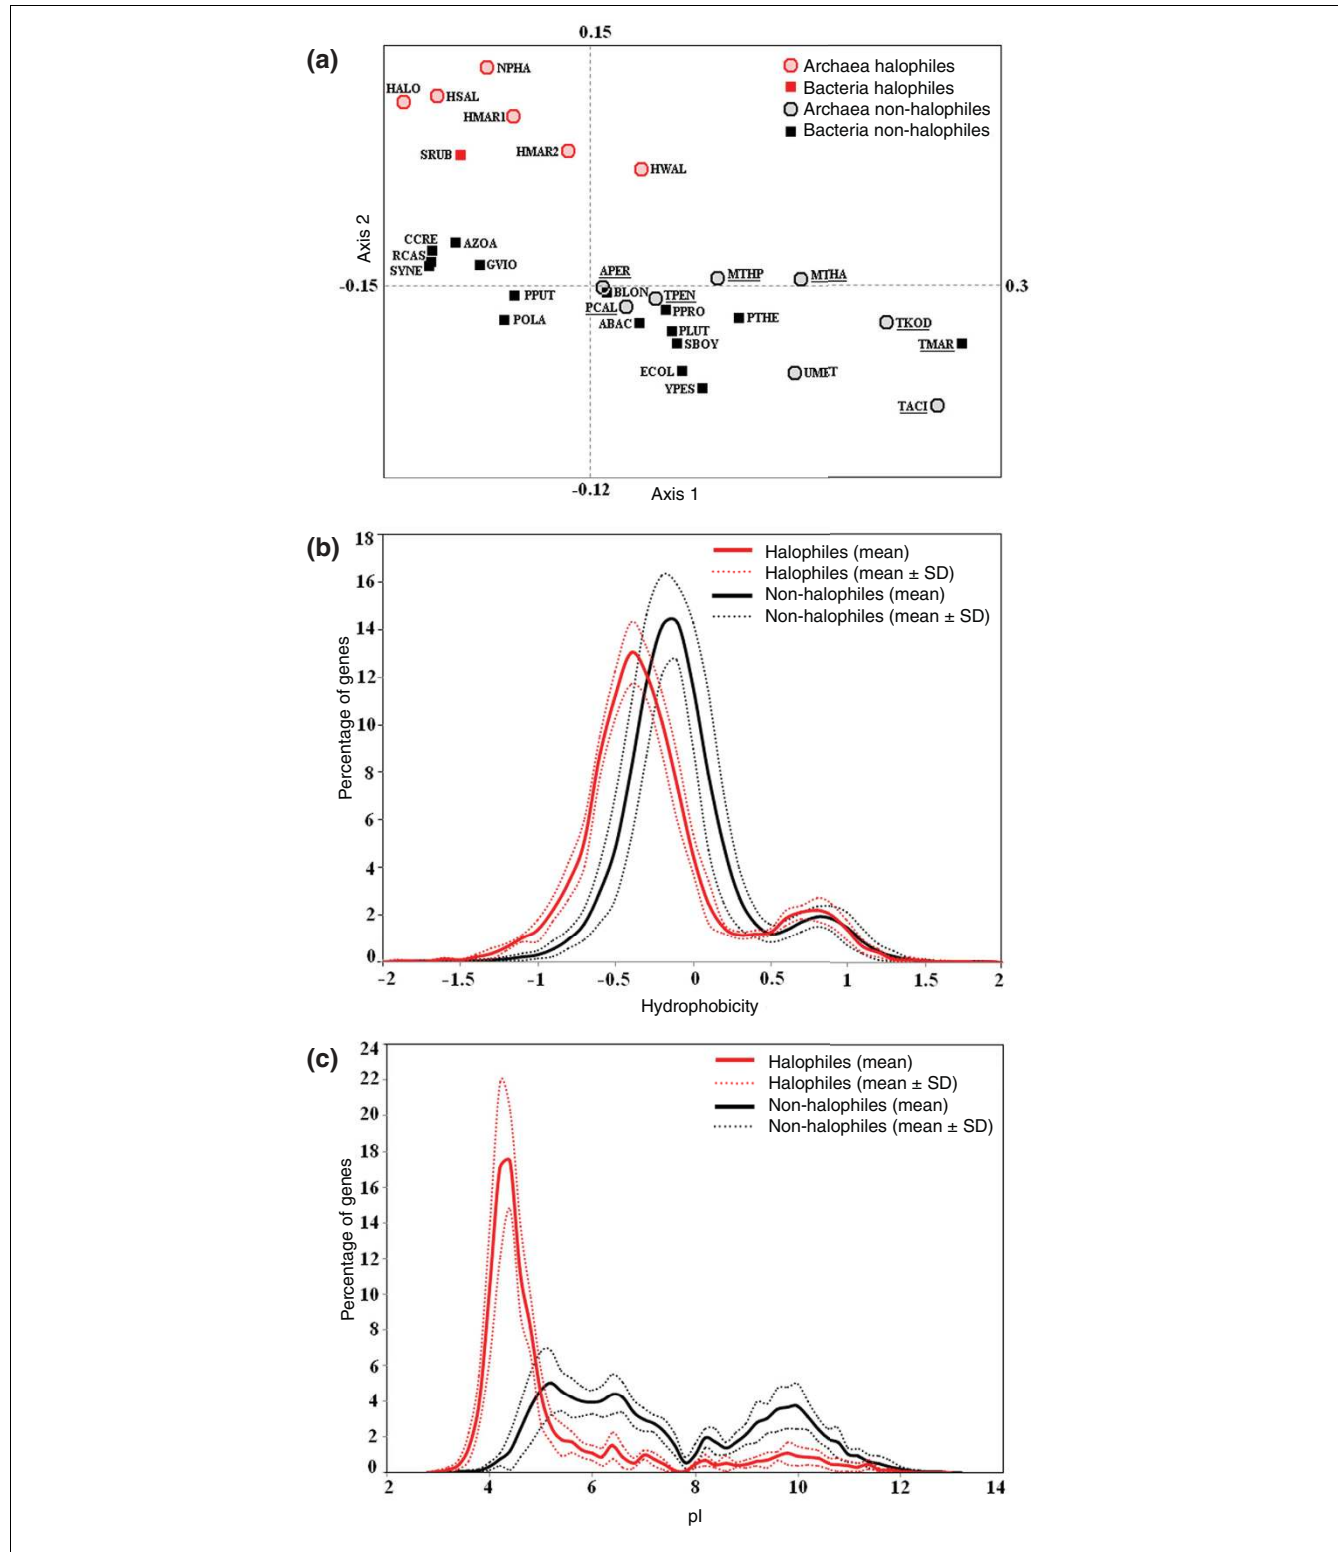 (a)
0.15
Archaea halophiles
Bacteria halophiles
Archaea non-halophiles
Bacteria non-halophiles
NPHA
HALO
HSAL
HMAR1
SRUB
HMAR2
HWAL
Axis 2
CCRE
AZOA
RCAS
SYNE
GVIO
APER
MTHP
MTHA
-0.15
0.3
PPUT
BLON
TPEN
PCAL
PPRO
POLA
ABAC
PTHE
TKOD
PLUT
SBOY
TMAR
ECOL
UMET
YPES
TACI
-0.12
Axis 1
(b)
18
16
14
12
10
8
6
4
2
0
Percentage of genes
Halophiles (mean)
Halophiles (mean ± SD)
Non-halophiles (mean)
Non-halophiles (mean ± SD)
-2 -1.5 -1 -0.5 0 0.5 1 1.5 2
Hydrophobicity
(c)
24
22
20
18
16
14
12
10
8
6
4
2
0
Percentage of genes
Halophiles (mean)
Halophiles (mean ± SD)
Non-halophiles (mean)
Non-halophiles (mean ± SD)
2 4 6 8 10 12 14
pI